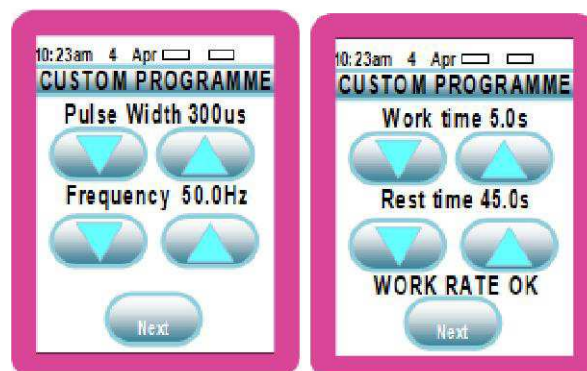 10:23am 4 Apr
CUSTOM PROGRAMME
Pulse Width 300us
Frequency 50.0Hz
Next
10:23am 4 Apr
CUSTOM PROGRAMME
Work time 5.0s
Rest time 45.0s
WORK RATE OK
Next